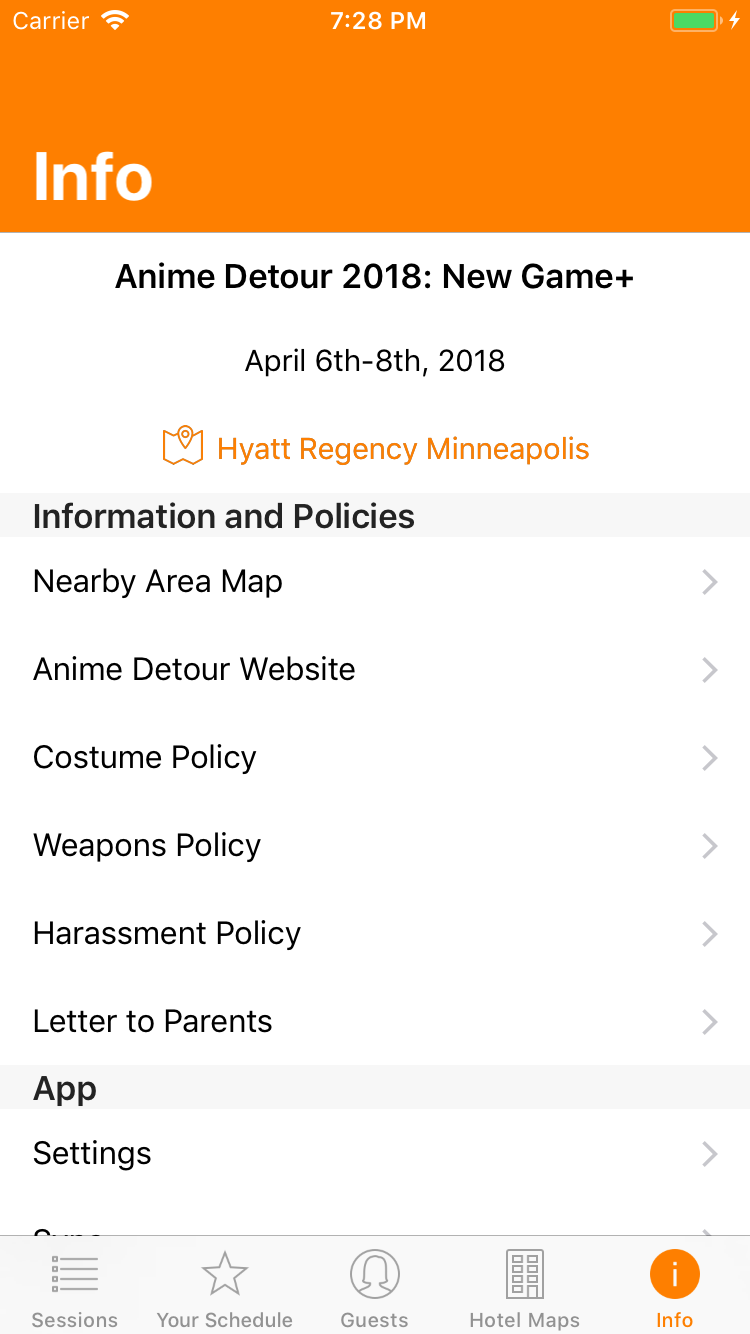 Carrier 7:28 PM
Info
Anime Detour 2018: New Game+
April 6th-8th, 2018
Hyatt Regency Minneapolis
Information and Policies
Nearby Area Map
Anime Detour Website
Costume Policy
Weapons Policy
Harassment Policy
Letter to Parents
App
Settings
Sessions Your Schedule Guests Hotel Maps Info